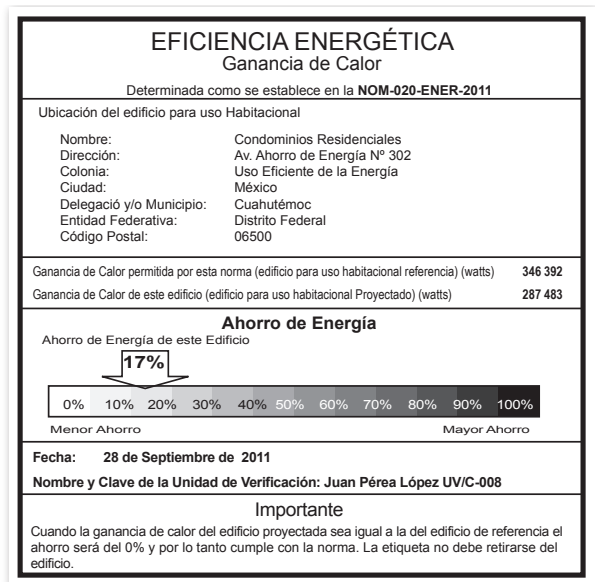 EFICIENCIA ENERGÉTICA
Ganancia de Calor
Determinada como se establece en la NOM-020-ENER-2011
Ubicación del edificio para uso Habitacional
Nombre: Condominios Residenciales
Dirección: Av. Ahorro de Energía Nº 302
Colonia: Uso Eficiente de la Energía
Ciudad: México
Delegació y/o Municipio: Cuahutémoc
Entidad Federativa: Distrito Federal
Código Postal: 06500
Ganancia de Calor permitida por esta norma (edificio para uso habitacional referencia) (watts) 346 392
Ganancia de Calor de este edificio (edificio para uso habitacional Proyectado) (watts) 287 483
Ahorro de Energía
Ahorro de Energía de este Edificio
17%
0% 10% 20% 30% 40% 50% 60% 70% 80% 90% 100%
Menor Ahorro Mayor Ahorro
Fecha: 28 de Septiembre de 2011
Nombre y Clave de la Unidad de Verificación: Juan Pérea López UV/C-008
Importante
Cuando la ganancia de calor del edificio proyectada sea igual a la del edificio de referencia el
ahorro será del 0% y por lo tanto cumple con la norma. La etiqueta no debe retirarse del
edificio.